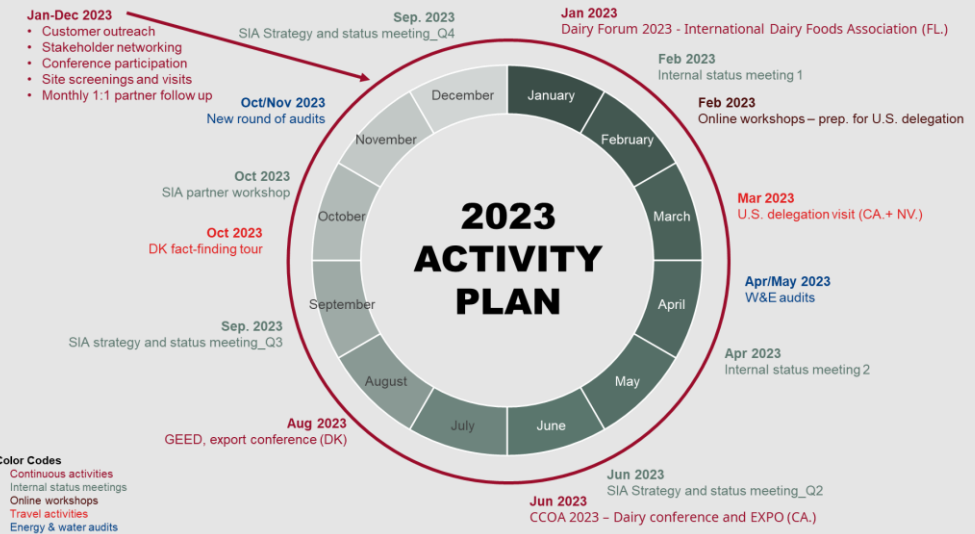 Jan-Dec 2023
• Customer outreach
• Stakeholder networking
• Conference participation
• Site screenings and visits
• Monthly 1:1 partner follow up
Sep. 2023
SIA Strategy and status meeting_Q4
Jan 2023
Dairy Forum 2023 - International Dairy Foods Association (FL.)
Feb 2023
Internal status meeting 1
Feb 2023
Online workshops – prep. for U.S. delegation
Mar 2023
U.S. delegation visit (CA.+ NV.)
Apr/May 2023
W&E audits
Apr 2023
Internal status meeting 2
Jun 2023
SIA Strategy and status meeting_Q2
Jun 2023
CCOA 2023 – Dairy conference and EXPO (CA.)
Aug 2023
GEED, export conference (DK)
Sep. 2023
SIA strategy and status meeting_Q3
Oct 2023
DK fact-finding tour
Oct 2023
SIA partner workshop
Oct/Nov 2023
New round of audits
January
February
March
April
May
June
July
August
September
October
November
December
2023
ACTIVITY
PLAN
Color Codes
Continuous activities
Internal status meetings
Online workshops
Travel activities
Energy & water audits